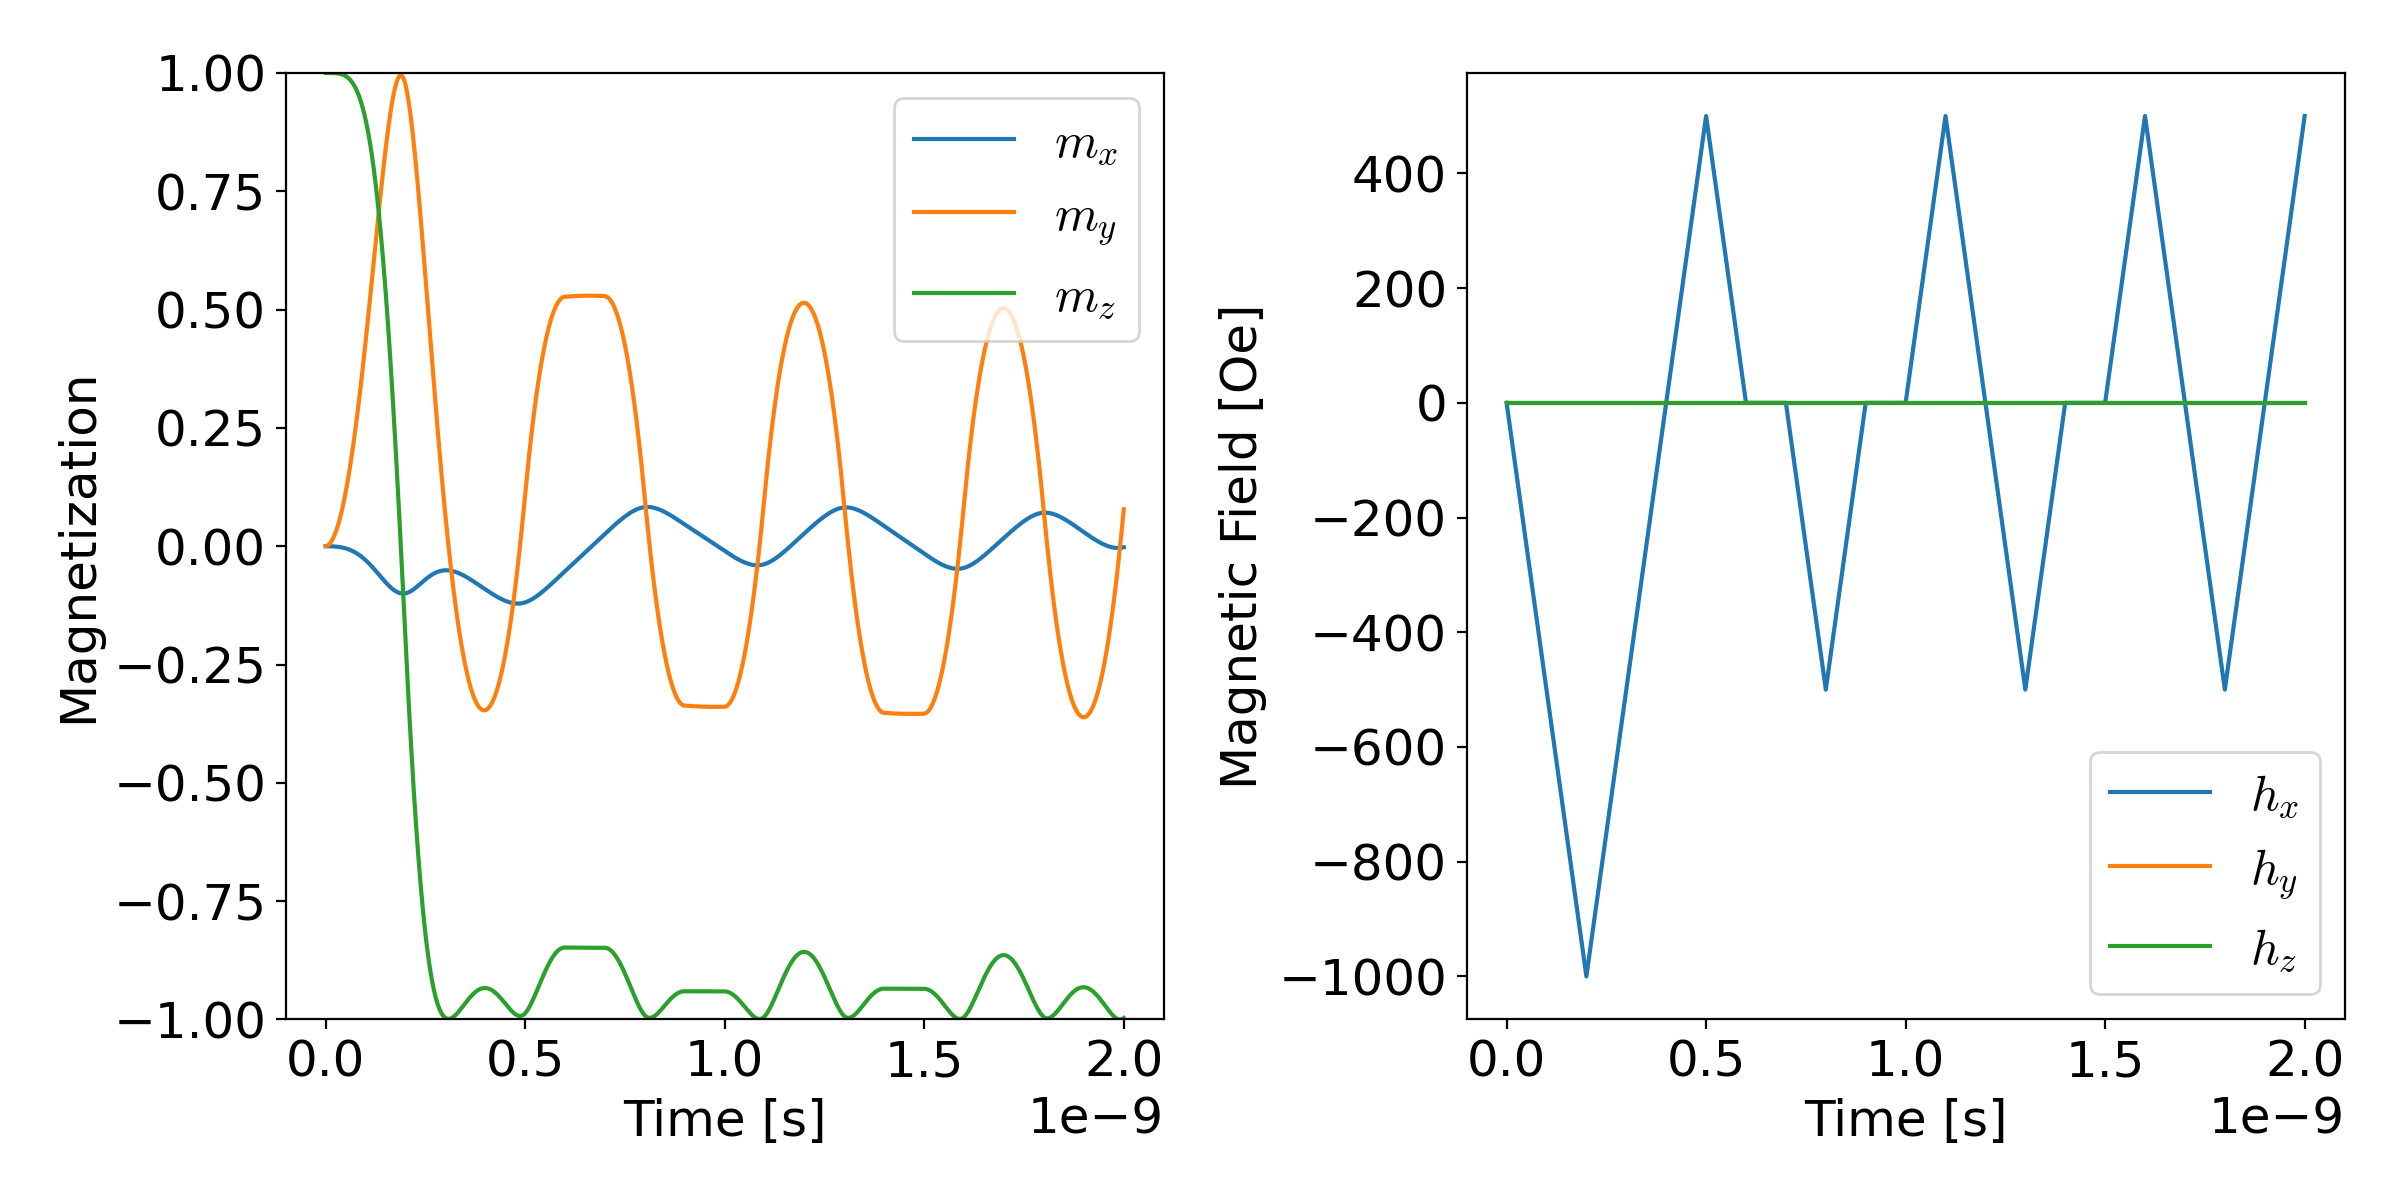 Magnetization
1.00
0.75
0.50
0.25
0.00
−0.25
−0.50
−0.75
−1.00
0.0 0.5 1.0 1.5 2.0
Time [s]
1e−9
m_x
m_y
m_z
Magnetic Field [Oe]
400
200
0
−200
−400
−600
−800
−1000
0.0 0.5 1.0 1.5 2.0
Time [s]
1e−9
h_x
h_y
h_z